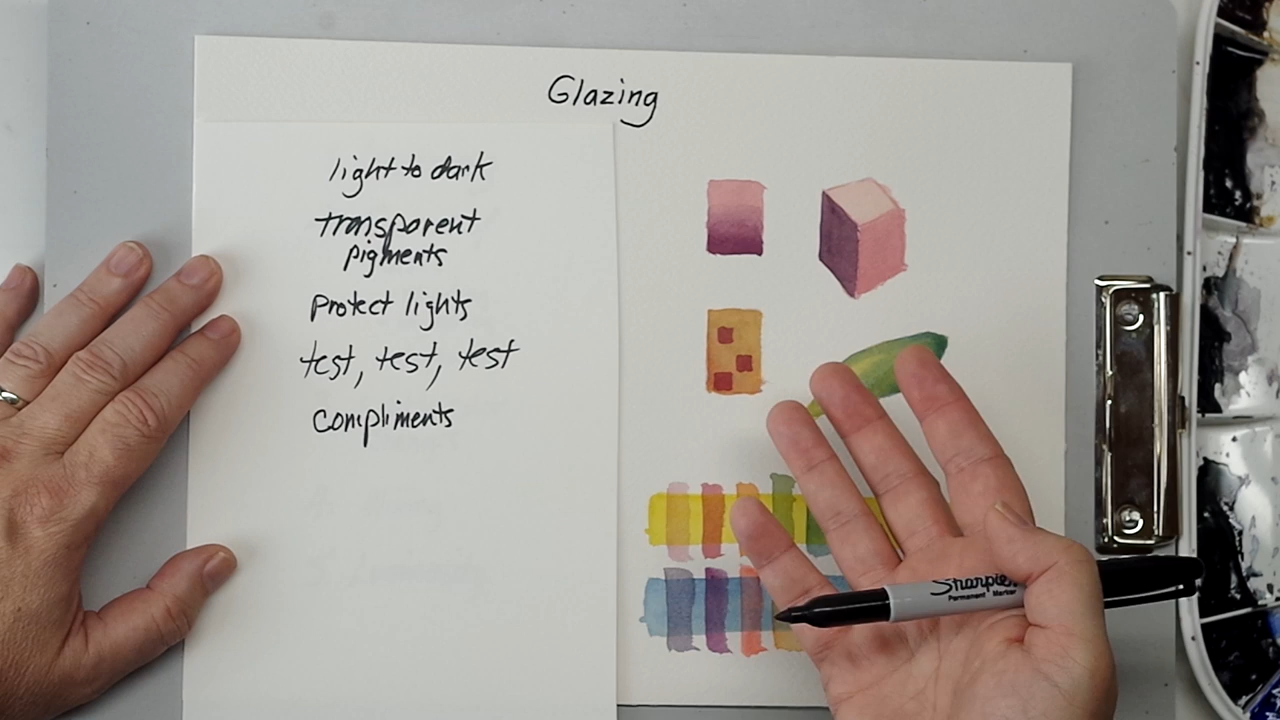 Glazing
light to dark
transparent
pigments
protect lights
test, test, test
compliments
Sharpie
Permanent Marker